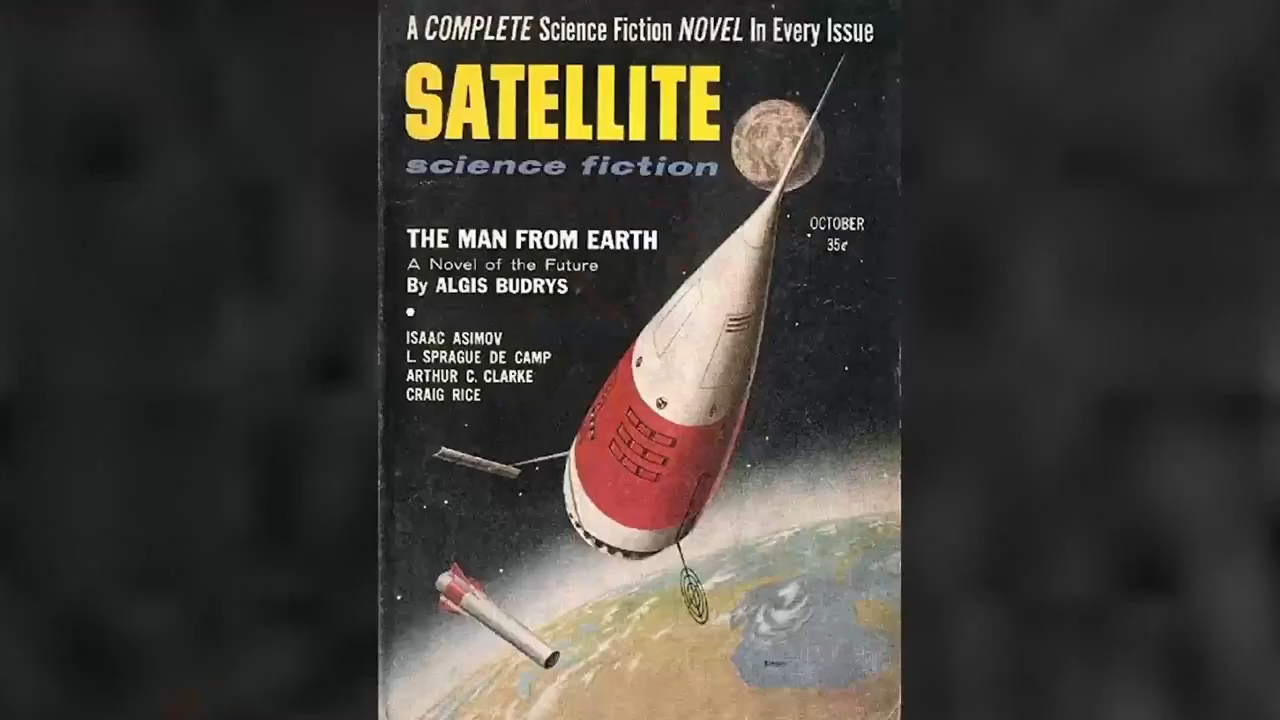 A COMPLETE Science Fiction NOVEL In Every Issue
SATELLITE
science fiction
OCTOBER
35¢
THE MAN FROM EARTH
A Novel of the Future
By ALGIS BUDRYS
ISAAC ASIMOV
L. SPRAGUE DE CAMP
ARTHUR C. CLARKE
CRAIG RICE